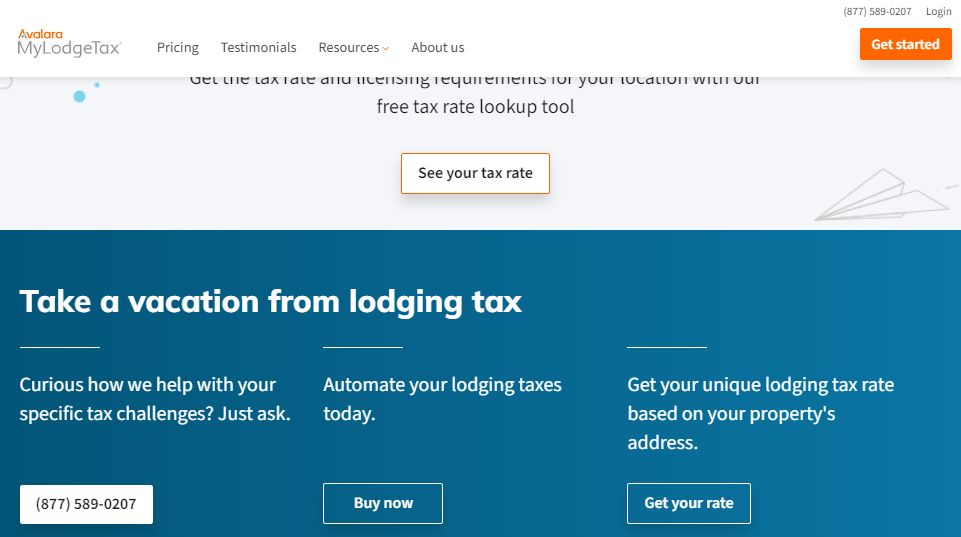 (877) 589-0207 Login
Avalara
MyLodgeTax
Pricing Testimonials Resources About us
Get started
Get the tax rate and licensing requirements for your location with our
free tax rate lookup tool
See your tax rate
Take a vacation from lodging tax
Curious how we help with your
specific tax challenges? Just ask.
(877) 589-0207
Automate your lodging taxes
today.
Buy now
Get your unique lodging tax rate
based on your property's
address.
Get your rate